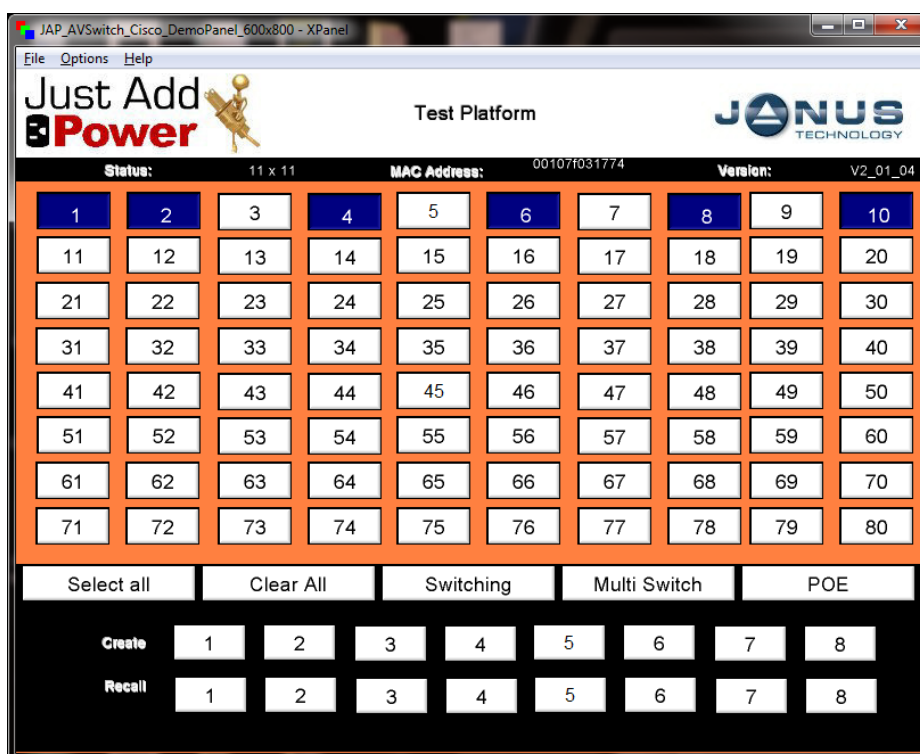 JAP_AVSwitch_Cisco_DemoPanel_600x800 - XPanel
File Options Help
Just Add
Power
Test Platform
JANUS
TECHNOLOGY
Status: 11 x 11 MAC Address: 00107f031774 Version: V2_01_04
1 2 3 4 5 6 7 8 9 10
11 12 13 14 15 16 17 18 19 20
21 22 23 24 25 26 27 28 29 30
31 32 33 34 35 36 37 38 39 40
41 42 43 44 45 46 47 48 49 50
51 52 53 54 55 56 57 58 59 60
61 62 63 64 65 66 67 68 69 70
71 72 73 74 75 76 77 78 79 80
Select all Clear All Switching Multi Switch POE
Create 1 2 3 4 5 6 7 8
Recall 1 2 3 4 5 6 7 8